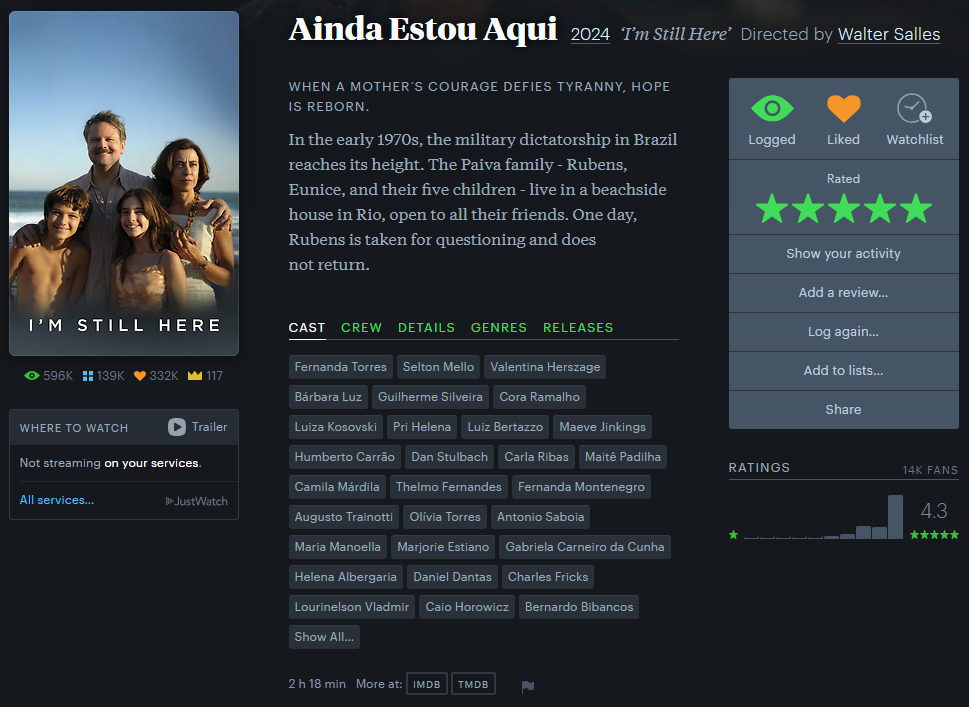 Ainda Estou Aqui 2024 ‘I’m Still Here’ Directed by Walter Salles
WHEN A MOTHER’S COURAGE DEFIES TYRANNY, HOPE
IS REBORN.
In the early 1970s, the military dictatorship in Brazil
reaches its height. The Paiva family - Rubens,
Eunice, and their five children - live in a beachside
house in Rio, open to all their friends. One day,
Rubens is taken for questioning and does
not return.
I’M STILL HERE
596K 139K 332K 117
WHERE TO WATCH Trailer
Not streaming on your services.
All services... JustWatch
CAST CREW DETAILS GENRES RELEASES
Fernanda Torres Selton Mello Valentina Herszage
Bárbara Luz Guilherme Silveira Cora Ramalho
Luiza Kosovski Pri Helena Luiz Bertazzo Maeve Jinkings
Humberto Carrão Dan Stulbach Carla Ribas Maitê Padilha
Camila Márdila Thelmo Fernandes Fernanda Montenegro
Augusto Trainotti Olívia Torres Antonio Saboia
Maria Manoella Marjorie Estiano Gabriela Carneiro da Cunha
Helena Albergaria Daniel Dantas Charles Fricks
Lourinelson Vladmir Caio Horowicz Bernardo Bibancos
Show All...
2 h 18 min More at: IMDB TMDB
Logged Liked Watchlist
Rated
Show your activity
Add a review...
Log again...
Add to lists...
Share
RATINGS 14K FANS
4.3